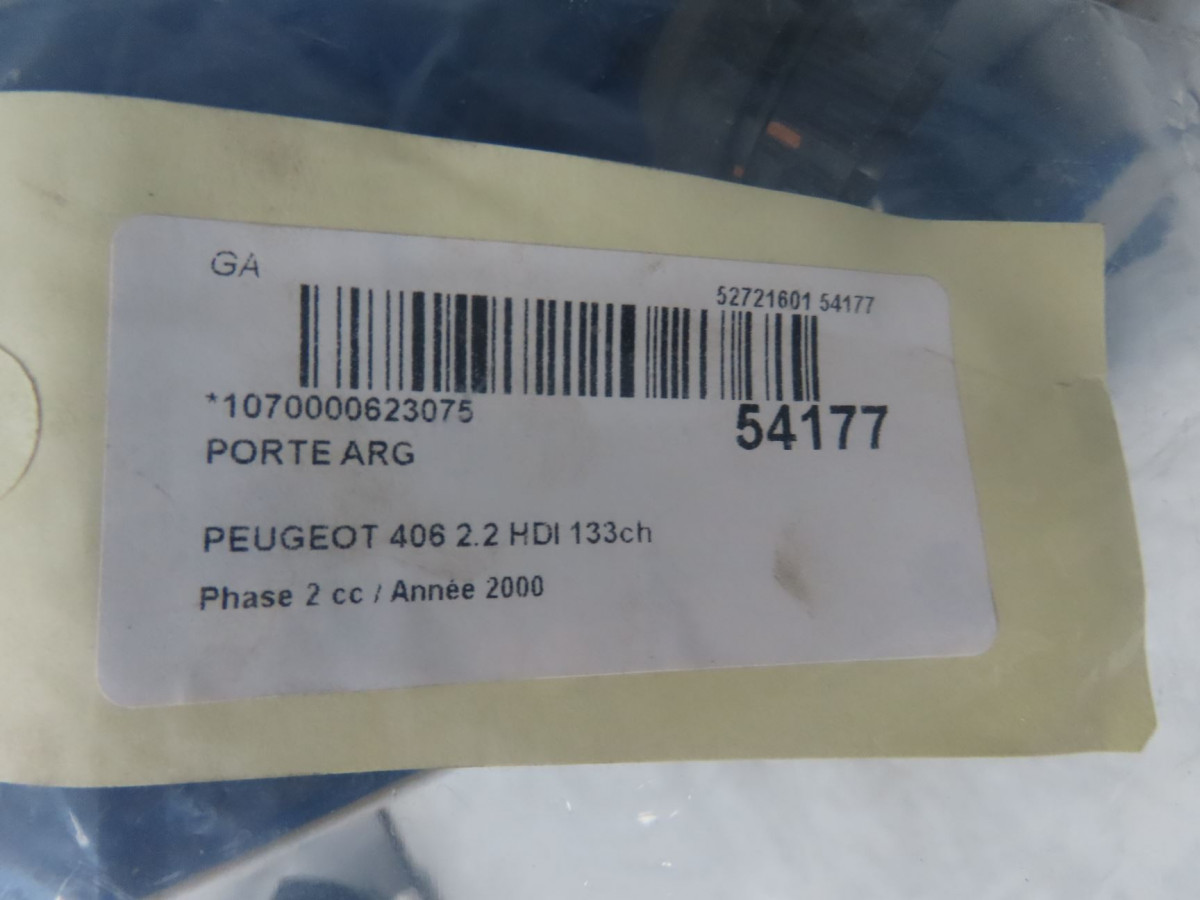 GA
52721601 54177
*1070000623075
54177
PORTE ARG
PEUGEOT 406 2.2 HDI 133ch
Phase 2 cc / Année 2000